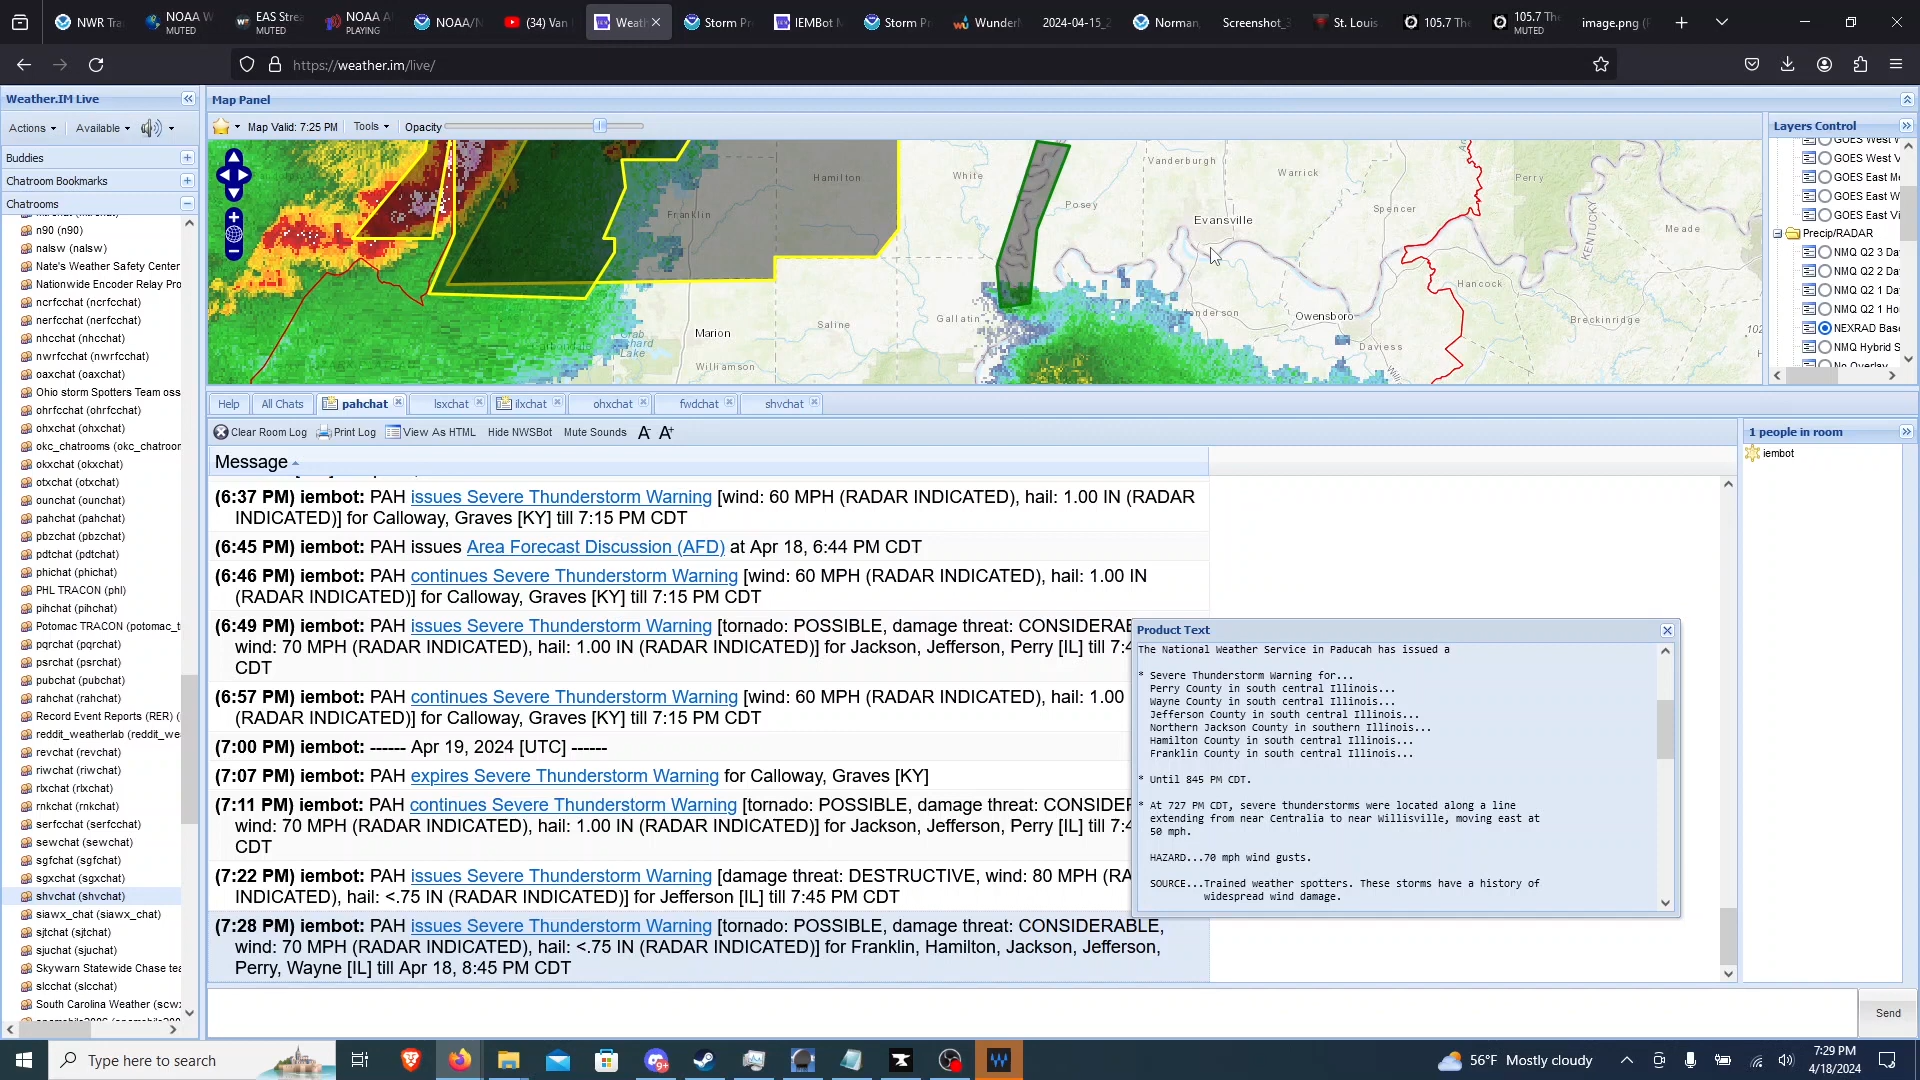 NWR Tra
NOAA W
MUTED
EAS Strea
MUTED
NOAA A
PLAYING
NOAA/N
(34) Van
Weath
Storm Pr
IEMBot M
Storm Pr
WunderM
2024-04-15_2
Norman,
Screenshot_3
St. Louis
105.7 The
105.7 The
MUTED
image.png (P
https://weather.im/live/
Weather.IM Live
Actions
Available
Buddies
Chatroom Bookmarks
Chatrooms
n90 (n90)
nalsw (nalsw)
Nate's Weather Safety Center
Nationwide Encoder Relay Pro
ncrfcchat (ncrfcchat)
nerfcchat (nerfcchat)
nhcchat (nhcchat)
nwrfcchat (nwrfcchat)
oaxchat (oaxchat)
Ohio storm Spotters Team oss
ohrfcchat (ohrfcchat)
ohxchat (ohxchat)
okc_chatrooms (okc_chatroor
okxchat (okxchat)
otxchat (otxchat)
ounchat (ounchat)
pahchat (pahchat)
pbzchat (pbzchat)
pdtchat (pdtchat)
phichat (phichat)
PHL TRACON (phl)
pihchat (pihchat)
Potomac TRACON (potomac_t
pqrchat (pqrchat)
psrchat (psrchat)
pubchat (pubchat)
rahchat (rahchat)
Record Event Reports (RER) (
reddit_weatherlab (reddit_wea
revchat (revchat)
riwchat (riwchat)
rlxchat (rlxchat)
rnkchat (rnkchat)
serfcchat (serfcchat)
sewchat (sewchat)
sgfchat (sgfchat)
sgxchat (sgxchat)
shvchat (shvchat)
siawx_chat (siawx_chat)
sjtchat (sjtchat)
sjuchat (sjuchat)
Skywarn Statewide Chase tea
slcchat (slcchat)
South Carolina Weather (scwx
Map Panel
Map Valid: 7:25 PM
Tools
Opacity
Hamilton
White
Vanderburgh
Warrick
Perry
Franklin
Posey
Evansville
Spencer
Meade
KENTUCKY
Hancock
Marion
Saline
Gallatin
Henderson
Owensboro
Breckinridge
Williamson
Daviess
Crab
Orchard
Lake
Carbondale
Layers Control
GOES West W
GOES West V
GOES East Mo
GOES East W
GOES East Vi
Precip/RADAR
NMQ Q2 3 Da
NMQ Q2 2 Da
NMQ Q2 1 Da
NMQ Q2 1 Ho
NEXRAD Base
NMQ Hybrid S
No Overlay
Help
All Chats
pahchat
lsxchat
ilxchat
ohxchat
fwdchat
shvchat
Clear Room Log
Print Log
View As HTML
Hide NWSBot
Mute Sounds
A-
A+
1 people in room
iembot
Message
(6:37 PM) iembot: PAH issues Severe Thunderstorm Warning [wind: 60 MPH (RADAR INDICATED), hail: 1.00 IN (RADAR
INDICATED)] for Calloway, Graves [KY] till 7:15 PM CDT
(6:45 PM) iembot: PAH issues Area Forecast Discussion (AFD) at Apr 18, 6:44 PM CDT
(6:46 PM) iembot: PAH continues Severe Thunderstorm Warning [wind: 60 MPH (RADAR INDICATED), hail: 1.00 IN
(RADAR INDICATED)] for Calloway, Graves [KY] till 7:15 PM CDT
(6:49 PM) iembot: PAH issues Severe Thunderstorm Warning [tornado: POSSIBLE, damage threat: CONSIDERAB
wind: 70 MPH (RADAR INDICATED), hail: 1.00 IN (RADAR INDICATED)] for Jackson, Jefferson, Perry [IL] till 7:4
CDT
(6:57 PM) iembot: PAH continues Severe Thunderstorm Warning [wind: 60 MPH (RADAR INDICATED), hail: 1.00
(RADAR INDICATED)] for Calloway, Graves [KY] till 7:15 PM CDT
(7:00 PM) iembot: ------ Apr 19, 2024 [UTC] ------
(7:07 PM) iembot: PAH expires Severe Thunderstorm Warning for Calloway, Graves [KY]
(7:11 PM) iembot: PAH continues Severe Thunderstorm Warning [tornado: POSSIBLE, damage threat: CONSIDER
wind: 70 MPH (RADAR INDICATED), hail: 1.00 IN (RADAR INDICATED)] for Jackson, Jefferson, Perry [IL] till 7:4
CDT
(7:22 PM) iembot: PAH issues Severe Thunderstorm Warning [damage threat: DESTRUCTIVE, wind: 80 MPH (RA
INDICATED), hail: <.75 IN (RADAR INDICATED)] for Jefferson [IL] till 7:45 PM CDT
(7:28 PM) iembot: PAH issues Severe Thunderstorm Warning [tornado: POSSIBLE, damage threat: CONSIDERABLE,
wind: 70 MPH (RADAR INDICATED), hail: <.75 IN (RADAR INDICATED)] for Franklin, Hamilton, Jackson, Jefferson,
Perry, Wayne [IL] till Apr 18, 8:45 PM CDT
Product Text
The National Weather Service in Paducah has issued a
* Severe Thunderstorm Warning for...
Perry County in south central Illinois...
Wayne County in south central Illinois...
Jefferson County in south central Illinois...
Northern Jackson County in southern Illinois...
Hamilton County in south central Illinois...
Franklin County in south central Illinois...
* Until 845 PM CDT.
* At 727 PM CDT, severe thunderstorms were located along a line
extending from near Centralia to near Willisville, moving east at
50 mph.
HAZARD...70 mph wind gusts.
SOURCE...Trained weather spotters. These storms have a history of
widespread wind damage.
Send
Type here to search
9+
56°F Mostly cloudy
7:29 PM
4/18/2024